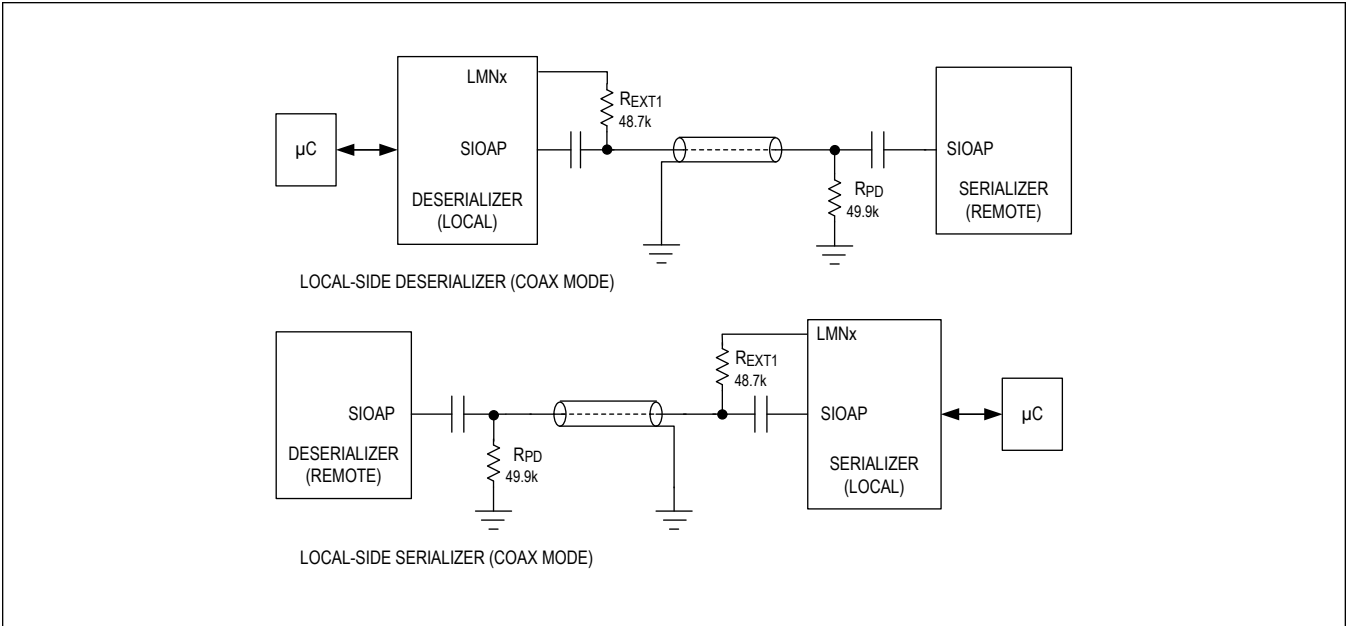 LMNx
REXT1
48.7k
µC
SIOAP
SIOAP
DESERIALIZER
(LOCAL)
RPD
49.9k
SERIALIZER
(REMOTE)
LOCAL-SIDE DESERIALIZER (COAX MODE)
LMNx
REXT1
48.7k
SIOAP
SIOAP
µC
DESERIALIZER
(REMOTE)
RPD
49.9k
SERIALIZER
(LOCAL)
LOCAL-SIDE SERIALIZER (COAX MODE)